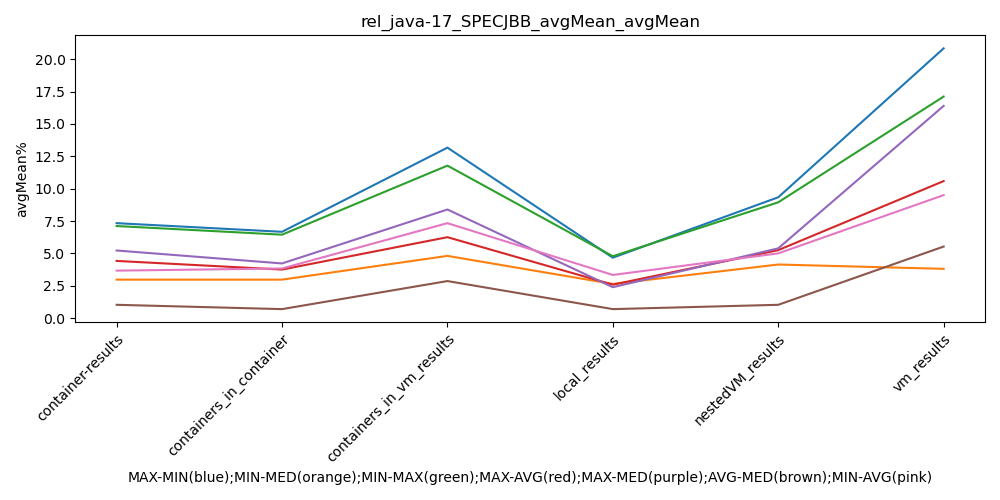 rel_java-17_SPECJBB_avgMean_avgMean
avgMean%
20.0
17.5
15.0
12.5
10.0
7.5
5.0
2.5
0.0
container-results
containers_in_container
containers_in_vm_results
local_results
nestedVM_results
vm_results
MAX-MIN(blue);MIN-MED(orange);MIN-MAX(green);MAX-AVG(red);MAX-MED(purple);AVG-MED(brown);MIN-AVG(pink)